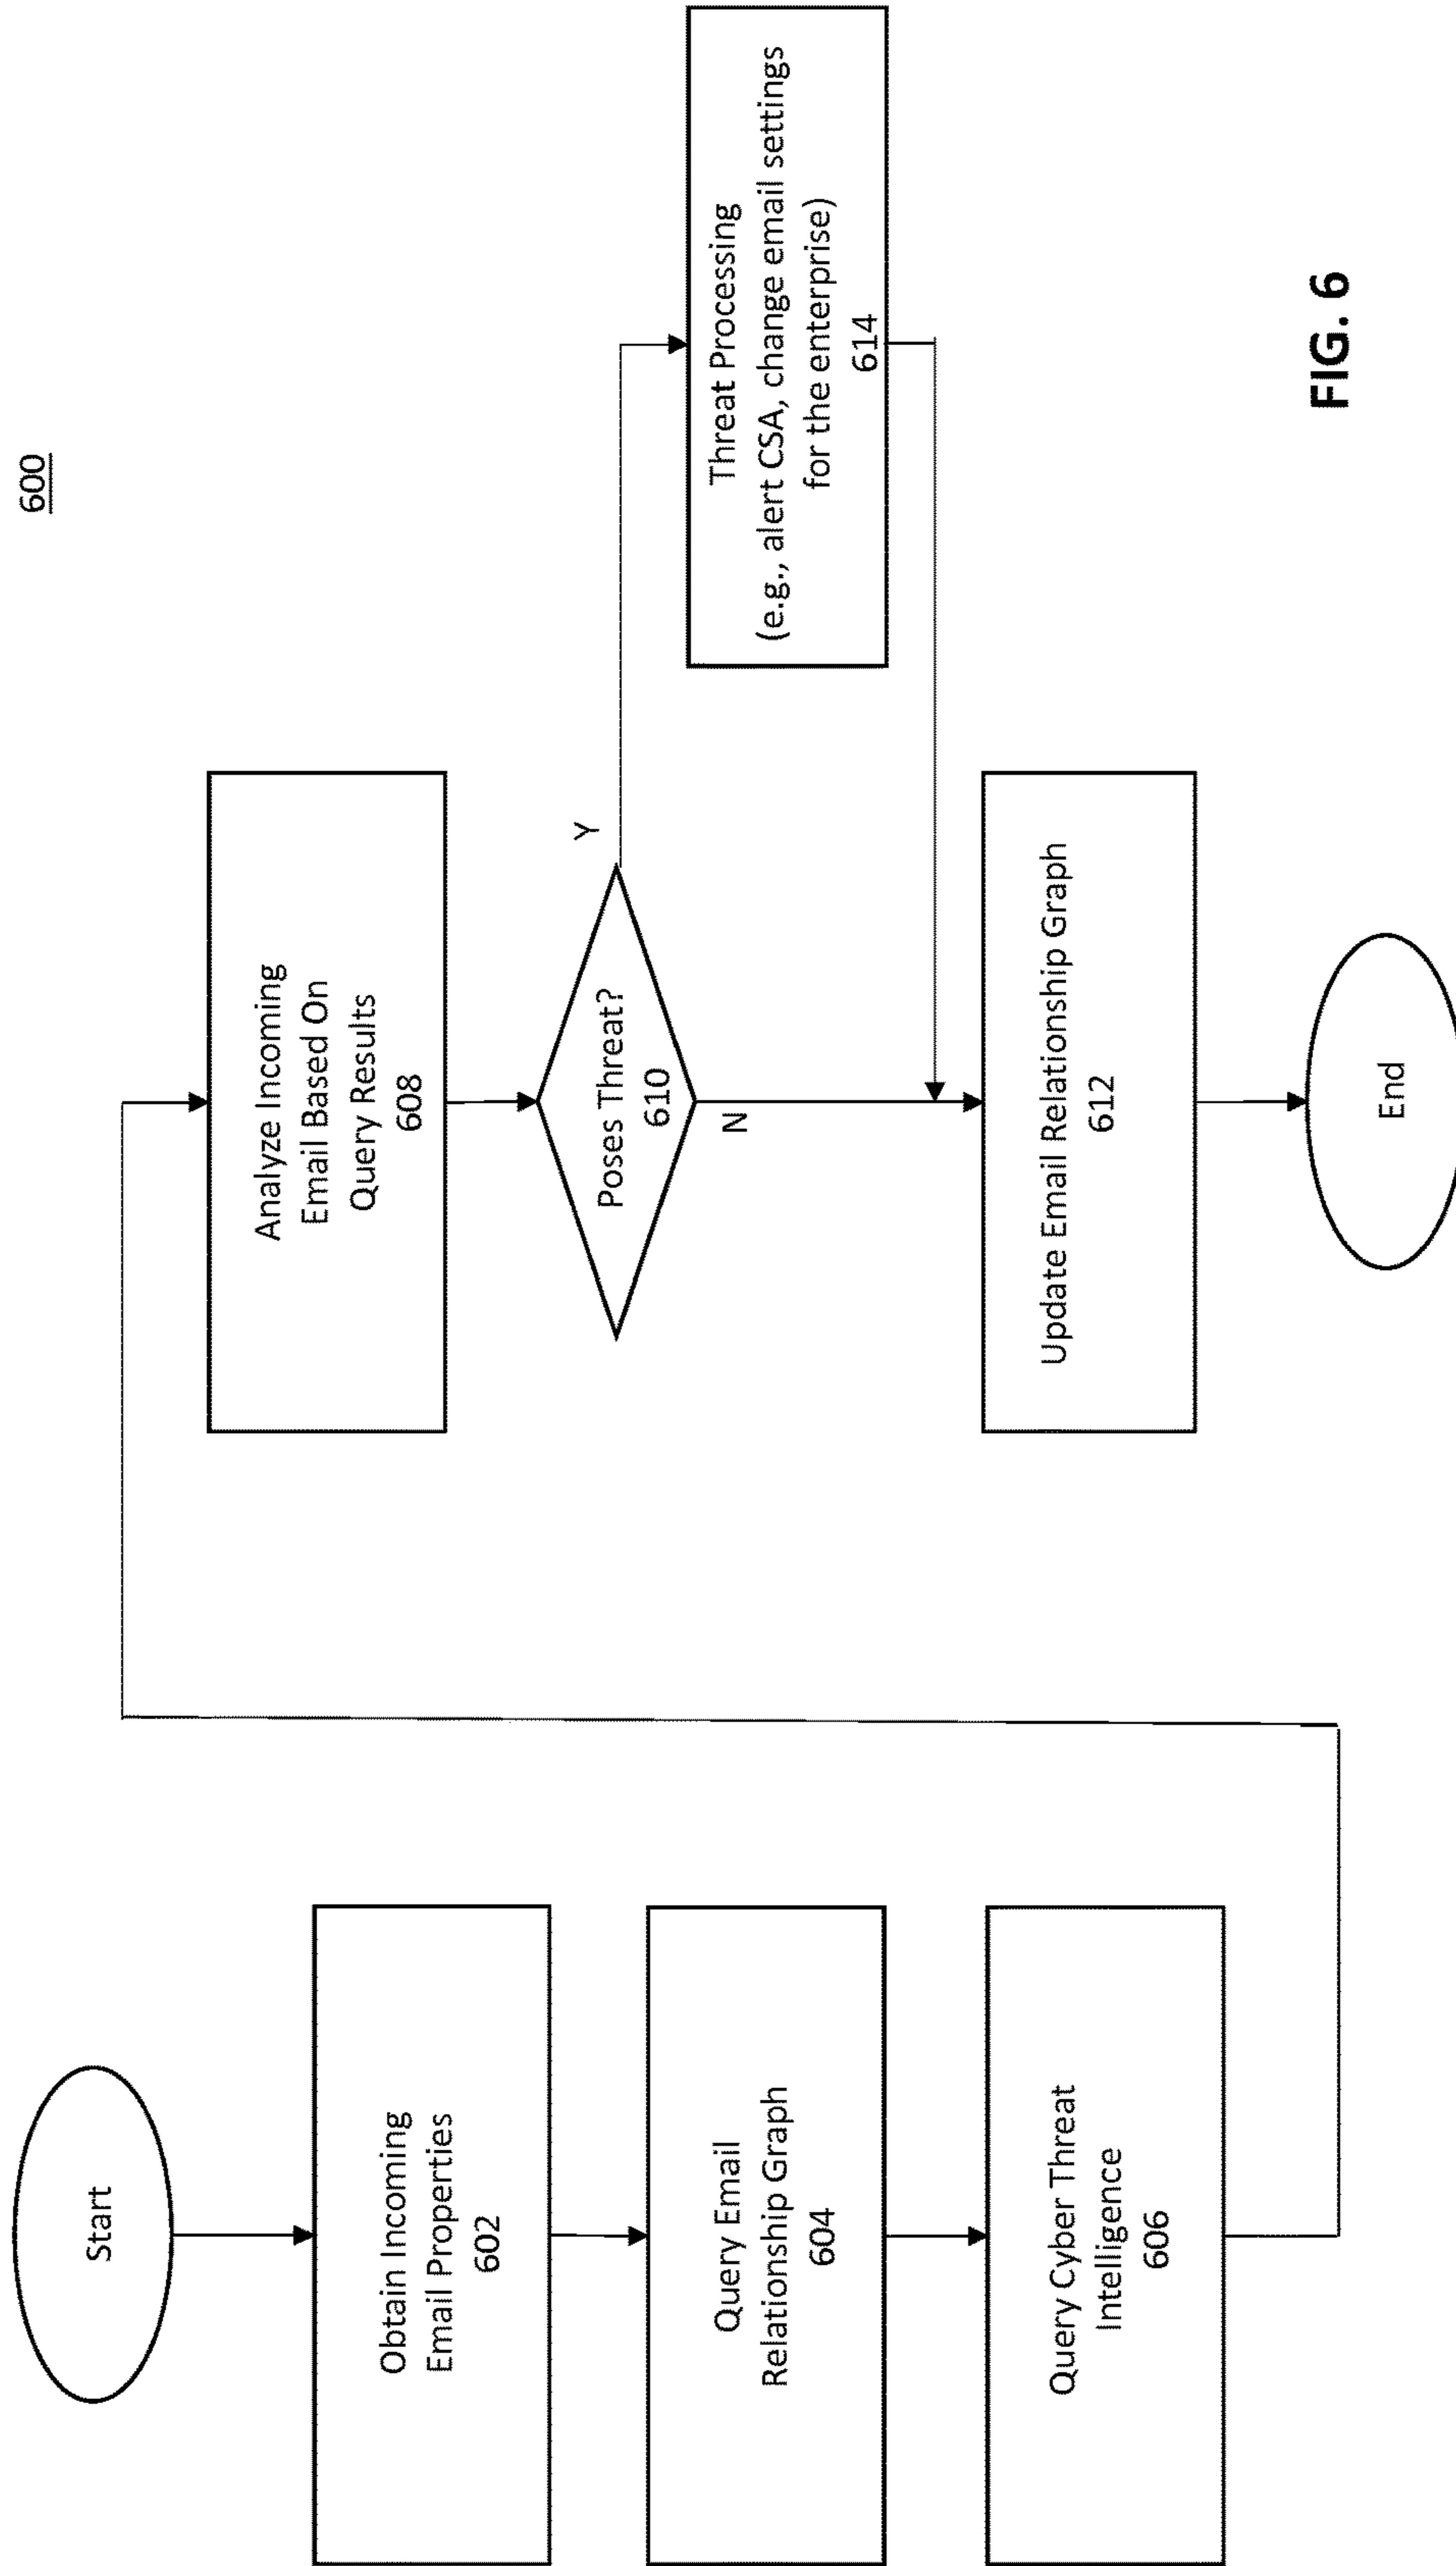 600
Start
Obtain Incoming
Email Properties
602
Query Email
Relationship Graph
604
Query Cyber Threat
Intelligence
606
Analyze Incoming
Email Based On
Query Results
608
Poses Threat?
610
Y
N
Threat Processing
(e.g., alert CSA, change email settings
for the enterprise)
614
Update Email Relationship Graph
612
End
FIG. 6